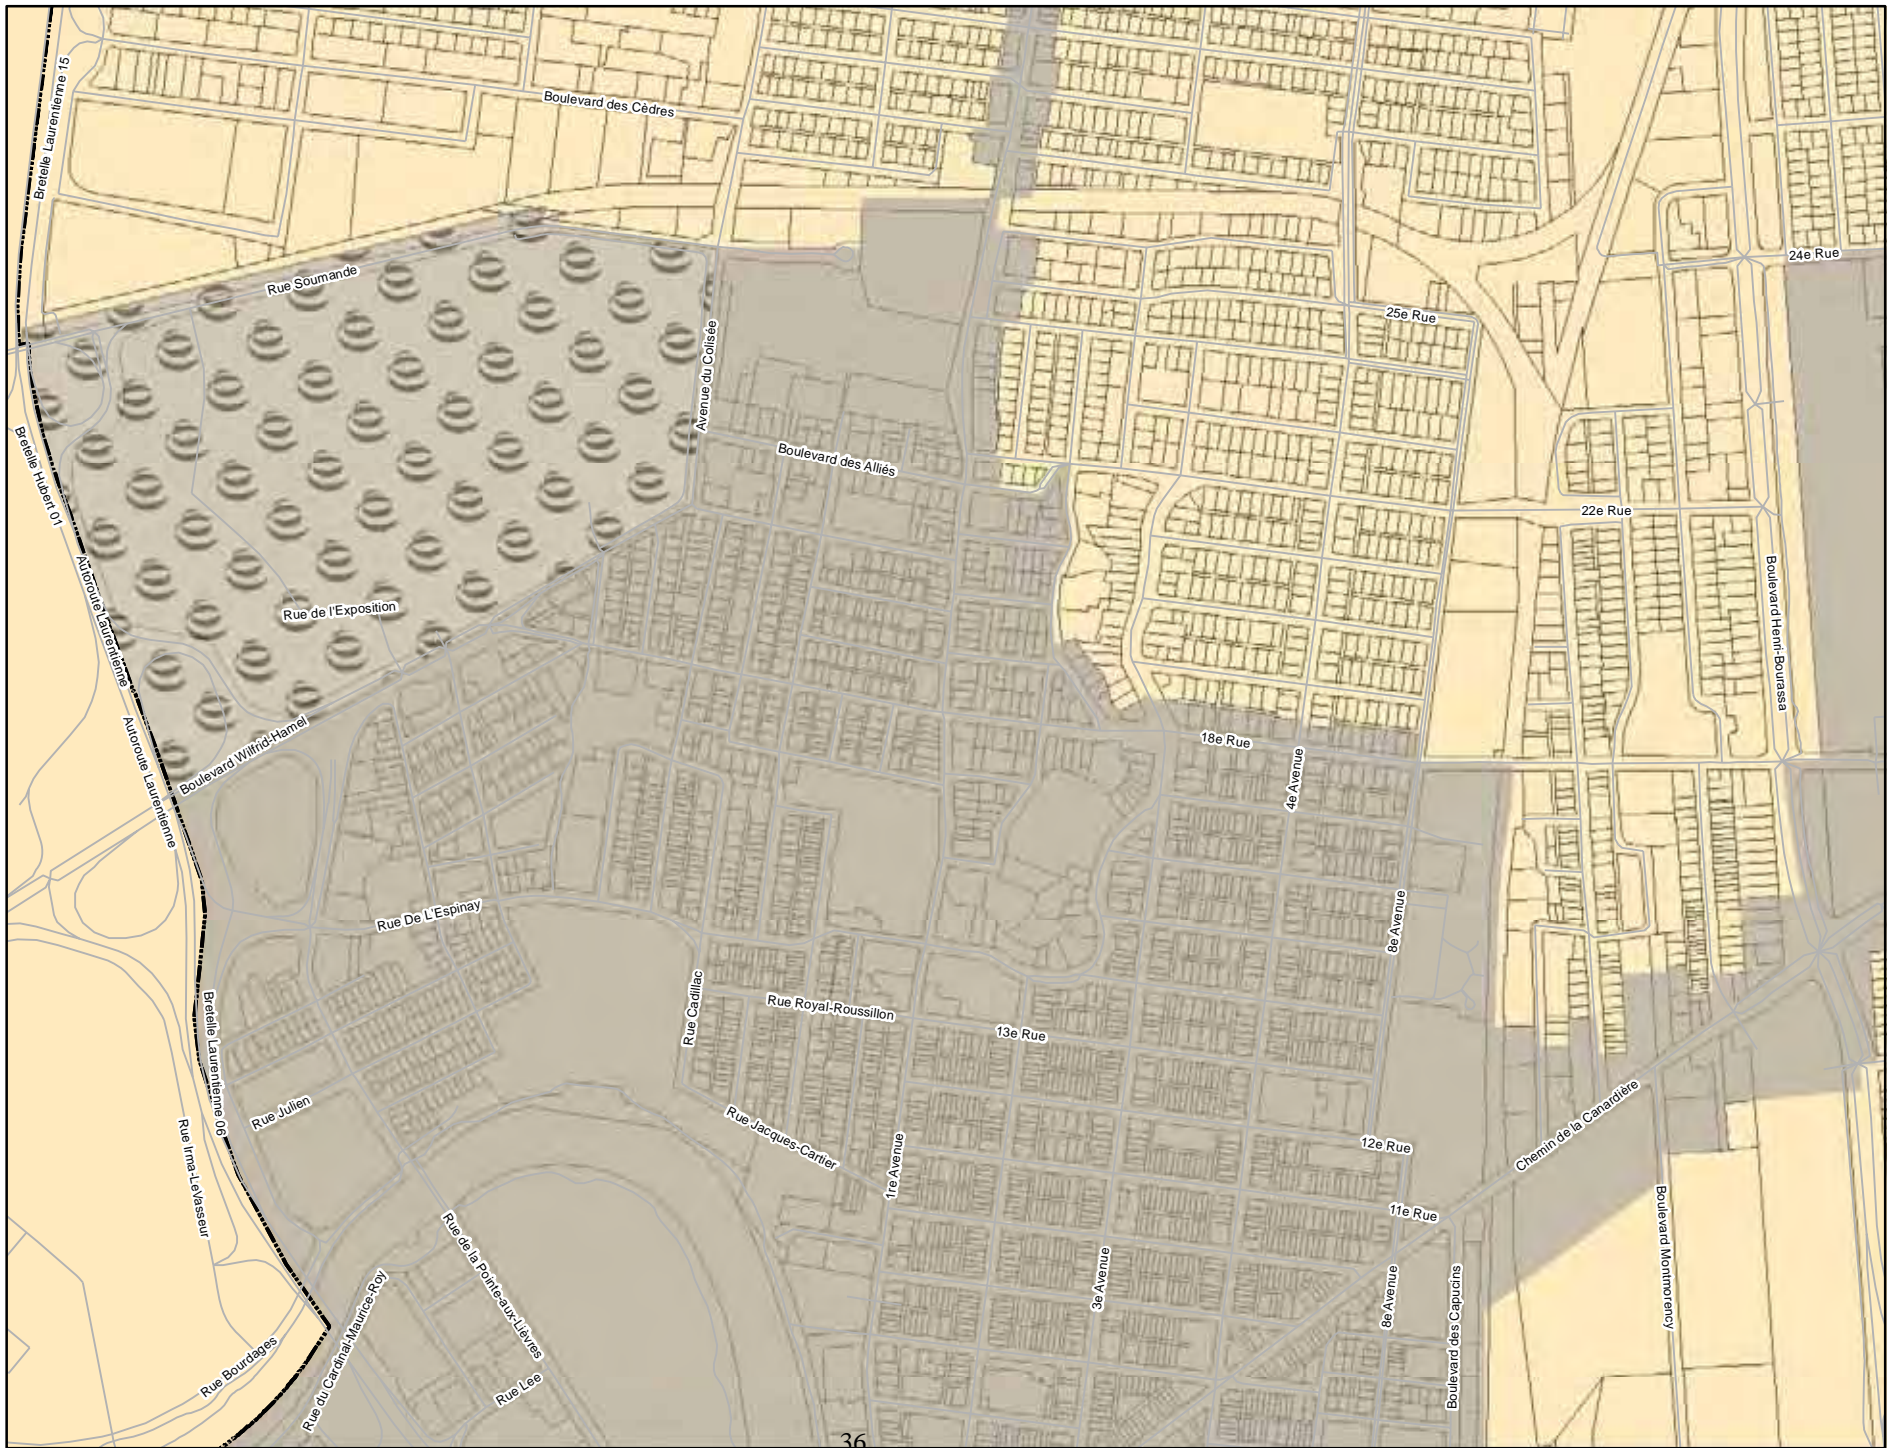 Bretelle Laurentienne 15
Boulevard des Cèdres
24e Rue
Rue Soumande
25e Rue
Avenue du Colisée
Boulevard des Alliés
Bretelle Hubert 01
22e Rue
Autoroute Laurentienne
Rue de l'Exposition
Boulevard Henri-Bourassa
Boulevard Wilfrid-Hamel
Autoroute Laurentienne
18e Rue
4e Avenue
Rue De L'Espinay
8e Avenue
Rue Cadillac
Rue Royal-Roussillon
13e Rue
Bretelle Laurentienne 06
Rue Julien
Rue Irma-LeVasseur
Rue Jacques-Cartier
1re Avenue
12e Rue
Chemin de la Canardière
11e Rue
Boulevard Montmorency
Rue de la Pointe-aux-Lièvres
3e Avenue
8e Avenue
Boulevard des Capucins
Rue du Cardinal-Maurice-Roy
Rue Bourdages
Rue Lee
36